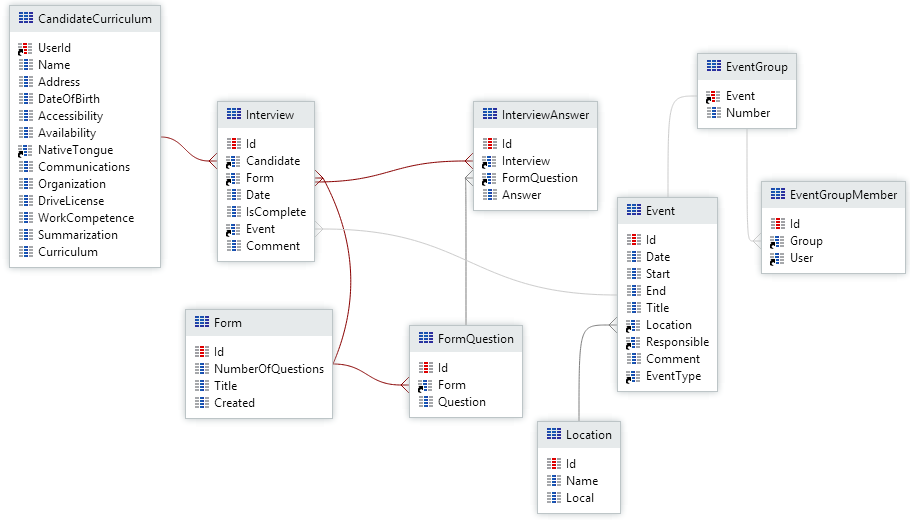 CandidateCurriculum
UserId
Name
Address
DateOfBirth
Accessibility
Availability
NativeTongue
Communications
Organization
DriveLicense
WorkCompetence
Summarization
Curriculum
Interview
Id
Candidate
Form
Date
IsComplete
Event
Comment
InterviewAnswer
Id
Interview
FormQuestion
Answer
EventGroup
Event
Number
EventGroupMember
Id
Group
User
Event
Id
Date
Start
End
Title
Location
Responsible
Comment
EventType
Form
Id
NumberOfQuestions
Title
Created
FormQuestion
Id
Form
Question
Location
Id
Name
Local